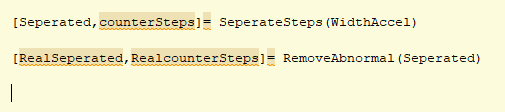 [Seperated,counterSteps]= SeperateSteps(WidthAccel)
[RealSeperated,RealcounterSteps]= RemoveAbnormal(Seperated)